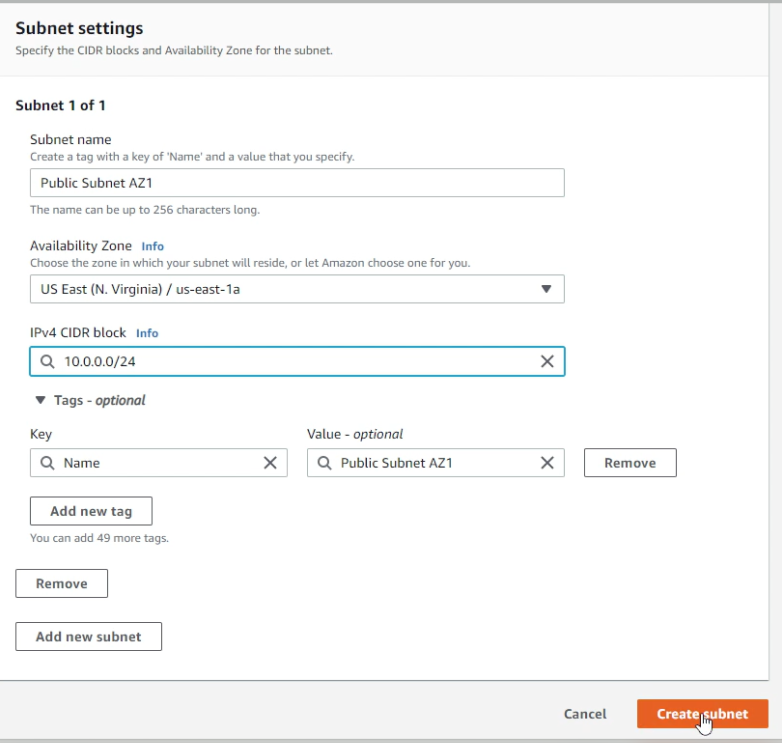 Subnet settings
Specify the CIDR blocks and Availability Zone for the subnet.
Subnet 1 of 1
Subnet name
Create a tag with a key of 'Name' and a value that you specify.
Public Subnet AZ1
The name can be up to 256 characters long.
Availability Zone Info
Choose the zone in which your subnet will reside, or let Amazon choose one for you.
US East (N. Virginia) / us-east-1a
IPv4 CIDR block Info
10.0.0.0/24
Tags - optional
Key Value - optional
Name Public Subnet AZ1 Remove
Add new tag
You can add 49 more tags.
Remove
Add new subnet
Cancel Create subnet